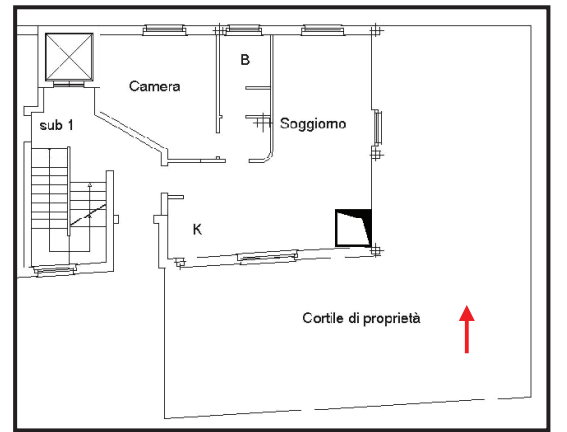 B
Camera
sub 1
Soggiorno
K
Cortile di proprietà